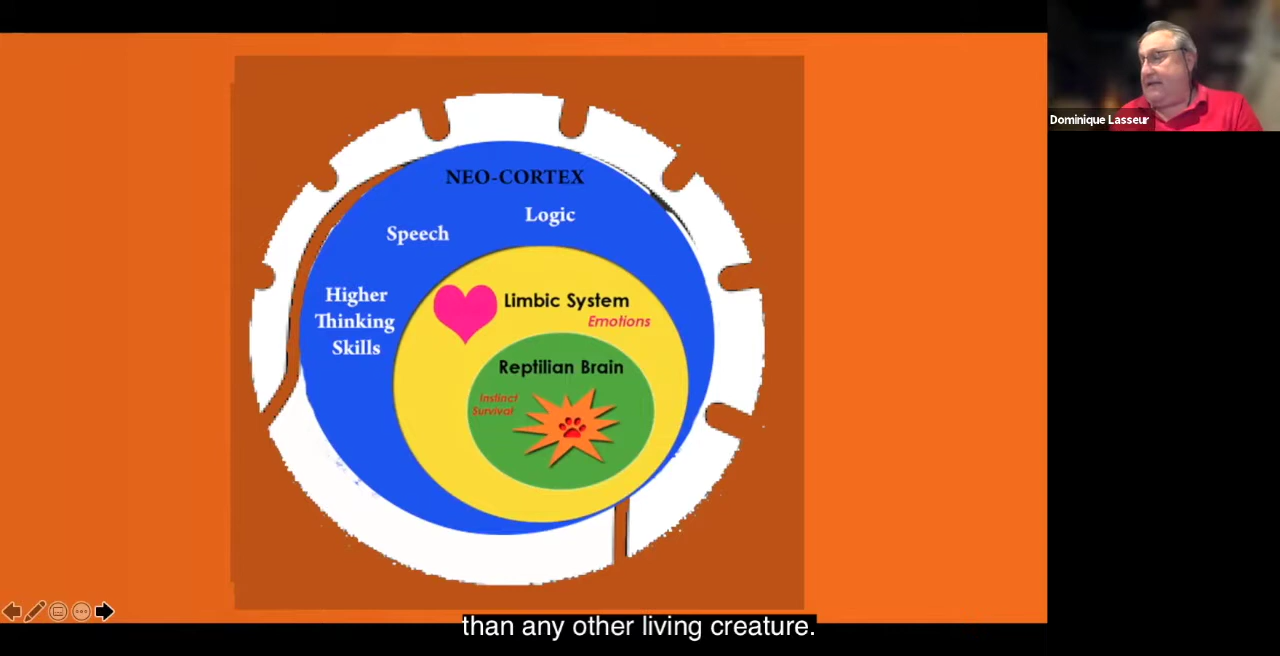 Dominique Lasseur
NEO-CORTEX
Logic
Speech
Higher
Thinking
Skills
Limbic System
Emotions
Reptilian Brain
Instinct
Survival
than any other living creature.